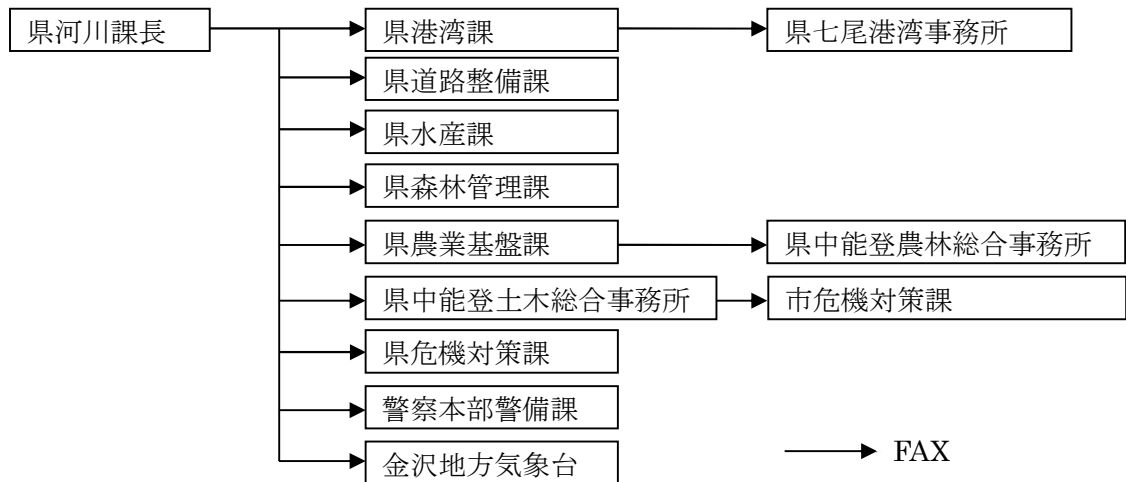 県河川課長
県港湾課
県七尾港湾事務所
県道路整備課
県水産課
県森林管理課
県農業基盤課
県中能登農林総合事務所
県中能登土木総合事務所
市危機対策課
県危機対策課
警察本部警備課
金沢地方気象台
FAX